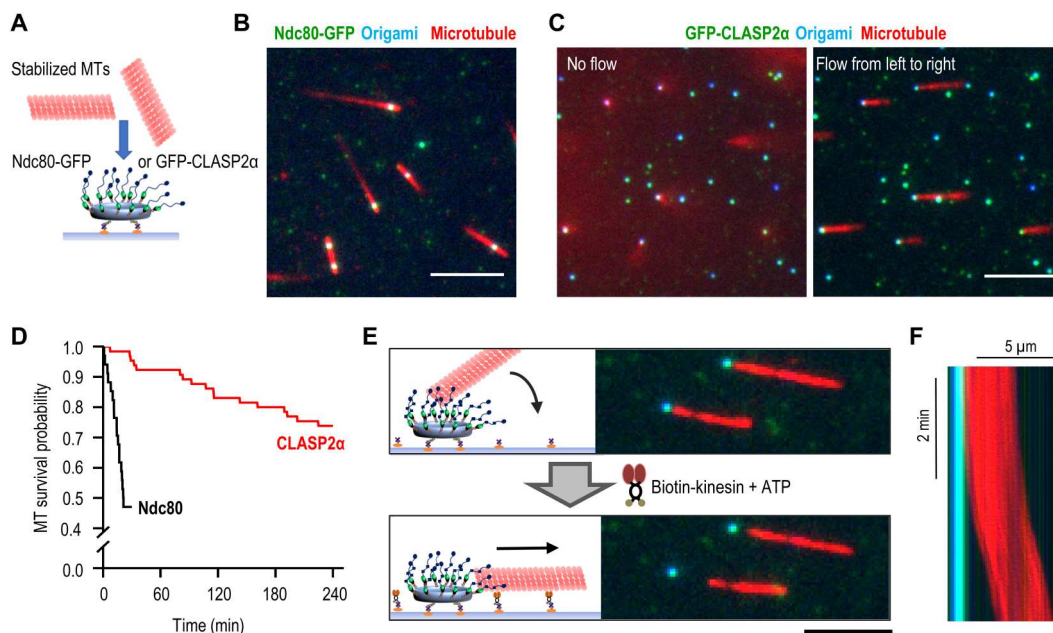 A
Stabilized MTs
Ndc80-GFP or GFP-CLASP2α
B
Ndc80-GFP Origami Microtubule
C
GFP-CLASP2α Origami Microtubule
No flow
Flow from left to right
D
MT survival probability
1.0
0.9
0.8
0.7
0.6
0.5
0.4
0.0
CLASP2α
Ndc80
0 60 120 180 240
Time (min)
E
Biotin-kinesin + ATP
F
5 µm
2 min